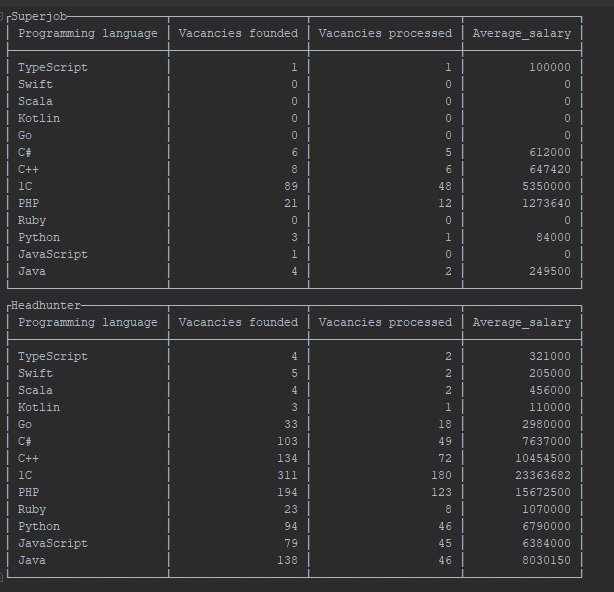 Superjob
Programming language Vacancies founded Vacancies processed Average_salary
TypeScript 1 1 100000
Swift 0 0 0
Scala 0 0 0
Kotlin 0 0 0
Go 0 0 0
C# 6 5 612000
C++ 8 6 647420
1C 89 48 5350000
PHP 21 12 1273640
Ruby 0 0 0
Python 3 1 84000
JavaScript 1 0 0
Java 4 2 249500
Headhunter
Programming language Vacancies founded Vacancies processed Average_salary
TypeScript 4 2 321000
Swift 5 2 205000
Scala 4 2 456000
Kotlin 3 1 110000
Go 33 18 2980000
C# 103 49 7637000
C++ 134 72 10454500
1C 311 180 23363682
PHP 194 123 15672500
Ruby 23 8 1070000
Python 94 46 6790000
JavaScript 79 45 6384000
Java 138 46 8030150